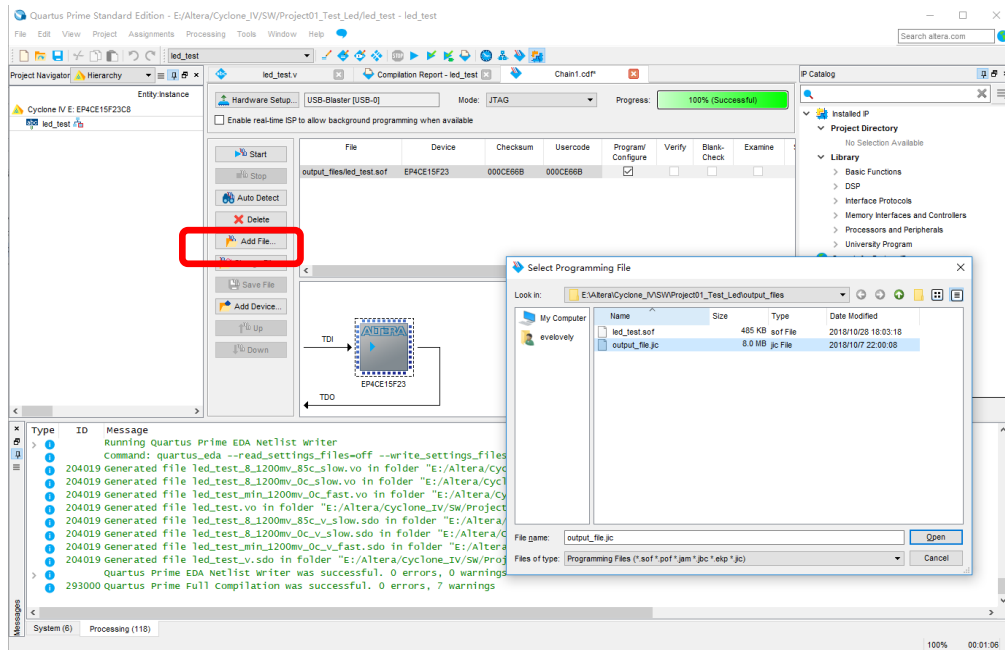 Quartus Prime Standard Edition - E:/Altera/Cyclone_IV/SW/Project01_Test_Led/led_test - led_test
File Edit View Project Assignments Processing Tools Window Help
Search altera.com
led_test
Project Navigator Hierarchy
Entity:Instance
Cyclone IV E: EP4CE15F23C8
led_test
led_test.v
Compilation Report - led_test
Chain1.cdf*
IP Catalog
Hardware Setup... USB-Blaster [USB-0] Mode: JTAG Progress: 100% (Successful)
Enable real-time ISP to allow background programming when available
Start
Stop
Auto Detect
Delete
Add File...
Save File
Add Device...
Up
Down
File Device Checksum Usercode Program/Configure Verify Blank-Check Examine
output_files/led_test.sof EP4CE15F23 000CE66B 000CE66B
TDI
ALTERA
EP4CE15F23
TDO
Installed IP
Project Directory
No Selection Available
Library
Basic Functions
DSP
Interface Protocols
Memory Interfaces and Controllers
Processors and Peripherals
University Program
Select Programming File
Look in: E:\Altera\Cyclone_IV\SW\Project01_Test_Led\output_files
My Computer
evelovely
Name Size Type Date Modified
led_test.sof 485 KB sof File 2018/10/28 18:03:18
output_file.jic 8.0 MB jic File 2018/10/7 22:00:08
File name: output_file.jic Open
Files of type: Programming Files (*.sof *.pof *.jam *.jbc *.ekp *.jic) Cancel
Type ID Message
Running Quartus Prime EDA Netlist Writer
Command: quartus_eda --read_settings_files=off --write_settings_files
204019 Generated file led_test_8_1200mv_85c_slow.vo in folder "E:/Altera/Cyc
204019 Generated file led_test_8_1200mv_0c_slow.vo in folder "E:/Altera/Cycl
204019 Generated file led_test_min_1200mv_0c_fast.vo in folder "E:/Altera/Cy
204019 Generated file led_test.vo in folder "E:/Altera/Cyclone_IV/SW/Project
204019 Generated file led_test_8_1200mv_85c_v_slow.sdo in folder "E:/Altera/
204019 Generated file led_test_8_1200mv_0c_v_slow.sdo in folder "E:/Altera/C
204019 Generated file led_test_min_1200mv_0c_v_fast.sdo in folder "E:/Altera
204019 Generated file led_test_v.sdo in folder "E:/Altera/Cyclone_IV/SW/Proj
Quartus Prime EDA Netlist Writer was successful. 0 errors, 0 warnings
293000 Quartus Prime Full Compilation was successful. 0 errors, 7 warnings
Messages
System (6) Processing (118)
100% 00:01:06